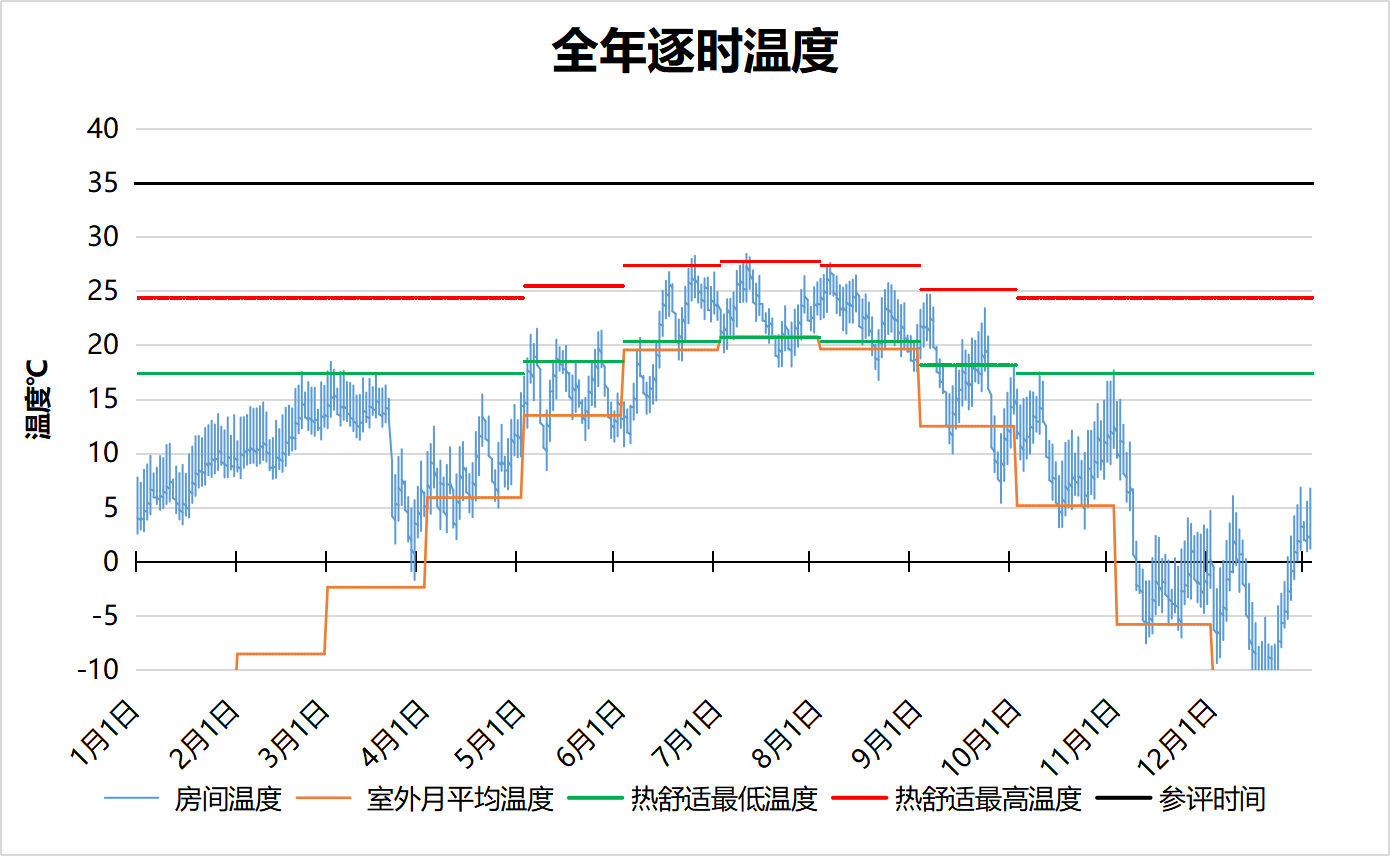 全年逐时温度
40
35
30
25
20
15
10
5
0
-5
-10
温度℃
1月1日
2月1日
3月1日
4月1日
5月1日
6月1日
7月1日
8月1日
9月1日
10月1日
11月1日
12月1日
房间温度 室外月平均温度 热舒适最低温度 热舒适最高温度 参评时间